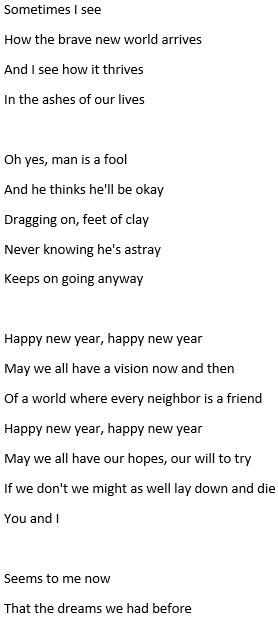 Sometimes I see
How the brave new world arrives
And I see how it thrives
In the ashes of our lives
Oh yes, man is a fool
And he thinks he'll be okay
Dragging on, feet of clay
Never knowing he's astray
Keeps on going anyway
Happy new year, happy new year
May we all have a vision now and then
Of a world where every neighbor is a friend
Happy new year, happy new year
May we all have our hopes, our will to try
If we don't we might as well lay down and die
You and I
Seems to me now
That the dreams we had before